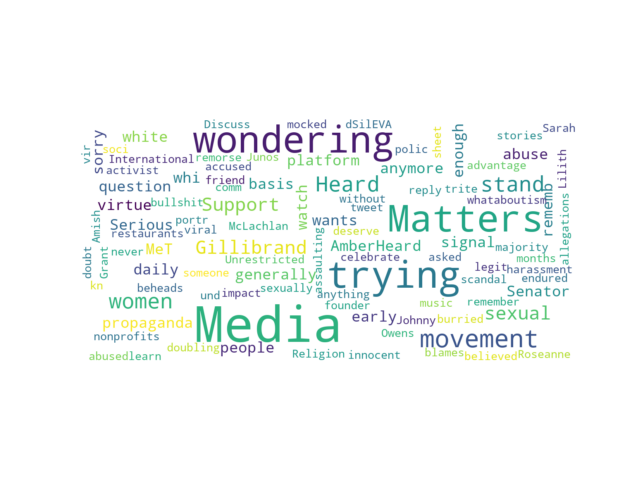 Discuss mocked dSilEVA Sarah
vir sorry white wondering polic sheet enough stories
International remorse Junos platform anymore abuse Lilith
activist accused advantage
question whi friend comm basis Heard reply trite rememb stand
virtue bullshit Support watch without tweet whataboutism allegations
Amish Serious portr viral McLachlan wants Matters
restaurants celebrate asked signal majority
doubt Grant never MeT Gillibrand assaulting AmberHeard legit months
Unrestricted trying scandal harassment
kn daily someone generally Senator endured
beheads und impact sexually anything
women founder music remember
propaganda Media early Johnny burried sexual
nonprofits people Owens movement
doubling
abused learn Religion innocent blames believed Roseanne
soci